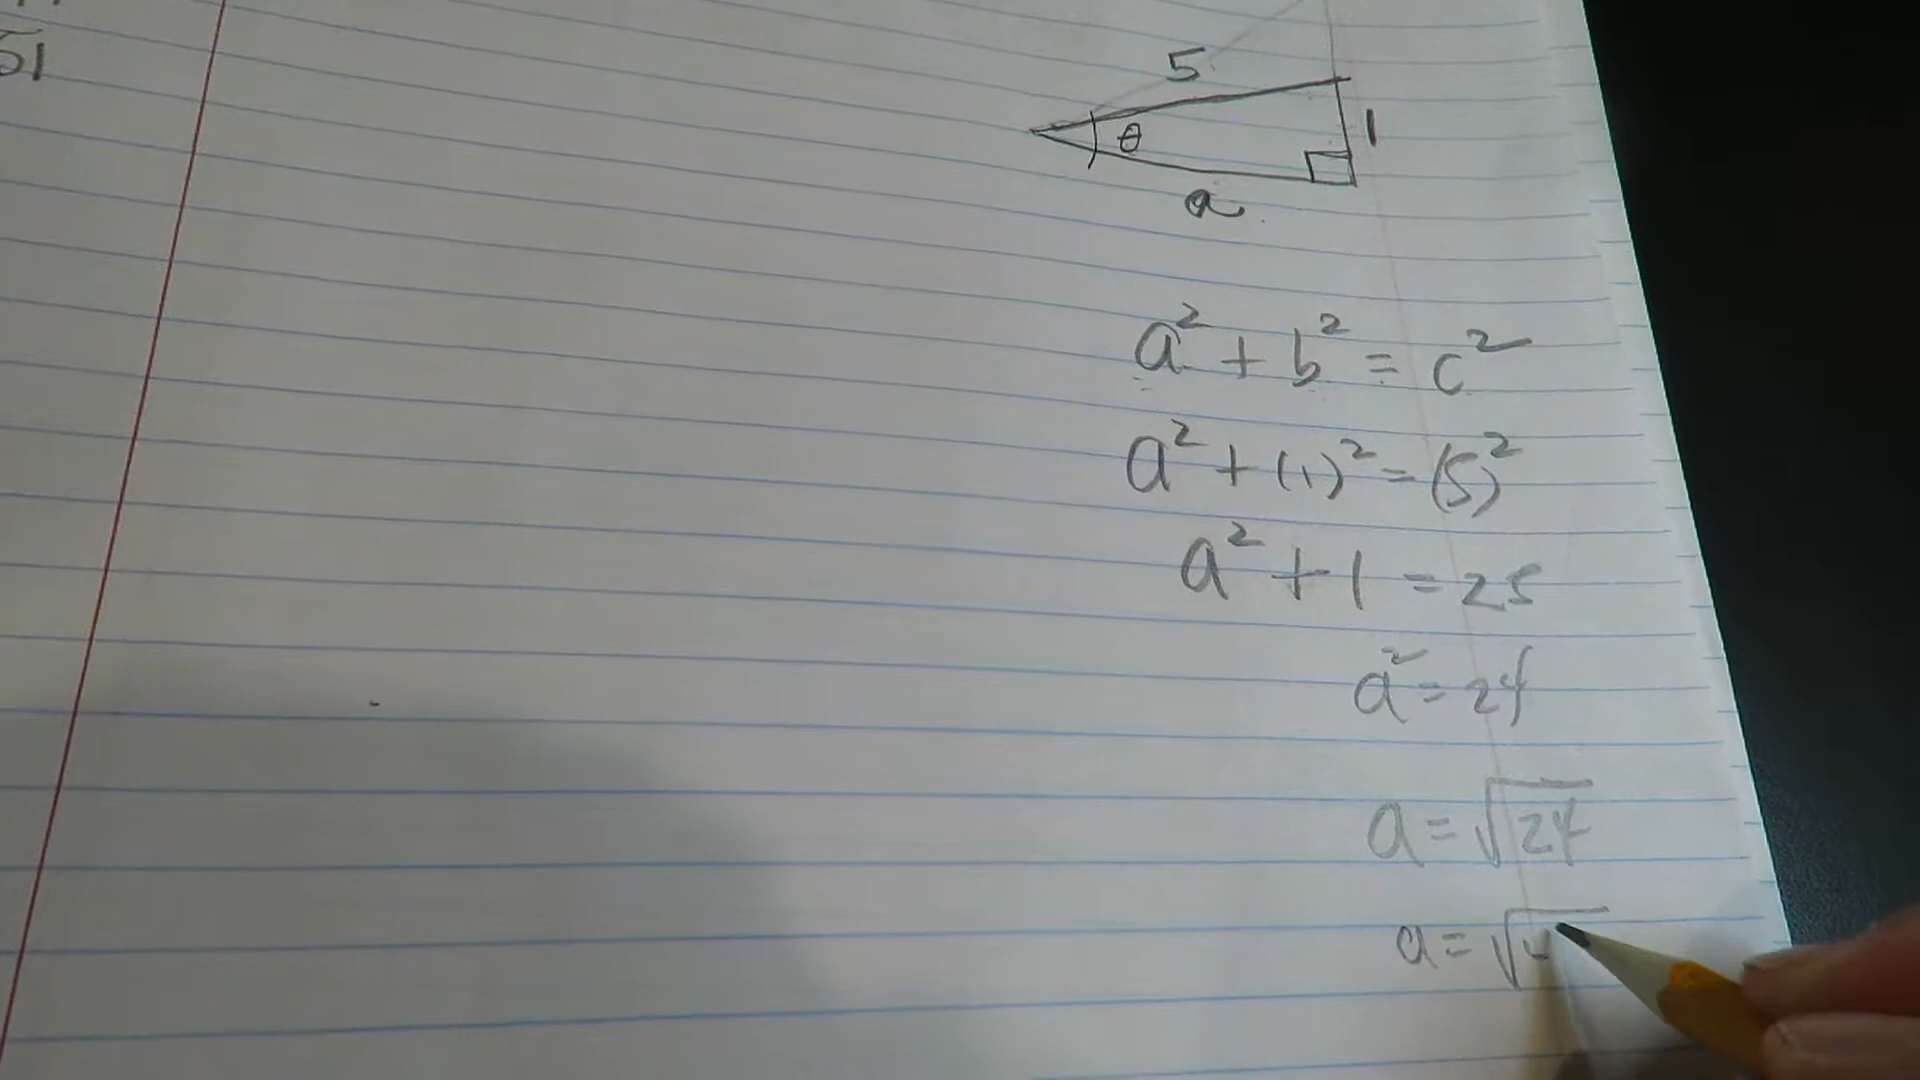 51
5
θ
1
a
a² + b² = c²
a² + (1)² = (5)²
a² + 1 = 25
a² = 24
a = √24
a = √